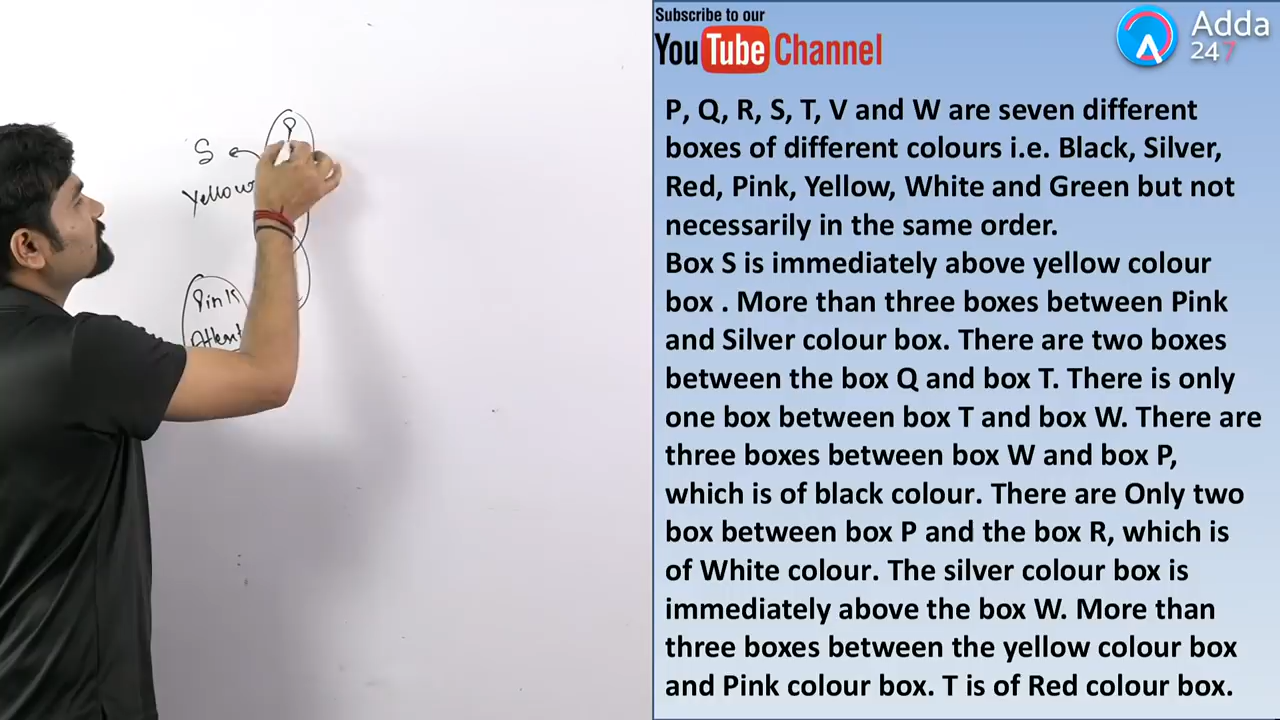 Subscribe to our
YouTube Channel
Adda
247
P, Q, R, S, T, V and W are seven different
boxes of different colours i.e. Black, Silver,
Red, Pink, Yellow, White and Green but not
necessarily in the same order.
Box S is immediately above yellow colour
box . More than three boxes between Pink
and Silver colour box. There are two boxes
between the box Q and box T. There is only
one box between box T and box W. There are
three boxes between box W and box P,
which is of black colour. There are Only two
box between box P and the box R, which is
of White colour. The silver colour box is
immediately above the box W. More than
three boxes between the yellow colour box
and Pink colour box. T is of Red colour box.
S
Yellow
Pink